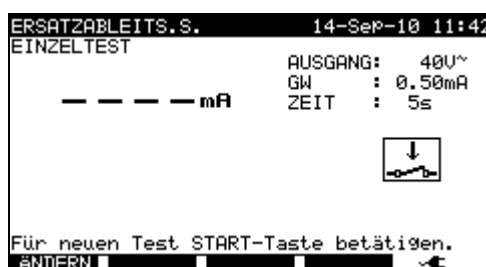 ERSATZABLEITS.S. 14-Sep-10 11:42
EINZELTEST
AUSGANG: 40V~
GW : 0.50mA
– – – – mA ZEIT : 5s
Für neuen Test START-Taste betätigen.
ÄNDERN